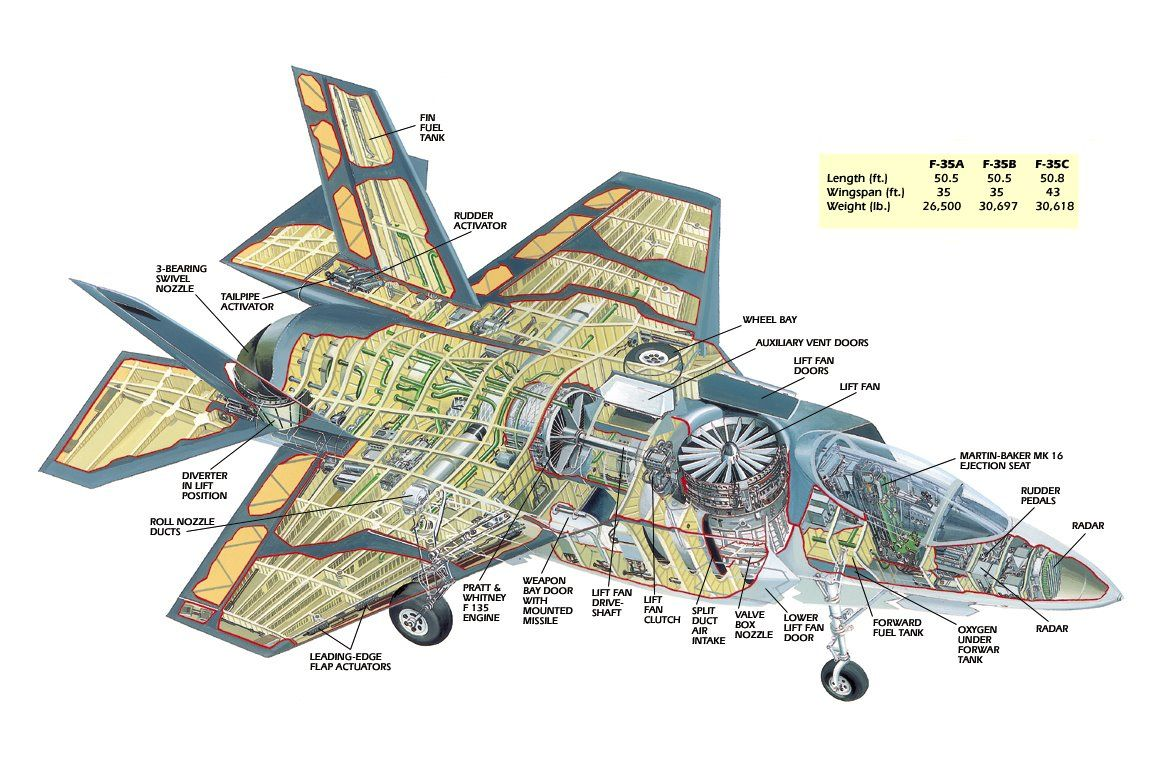 FIN
FUEL
TANK
F-35A F-35B F-35C
Length (ft.) 50.5 50.5 50.8
Wingspan (ft.) 35 35 43
Weight (lb.) 26,500 30,697 30,618
RUDDER
ACTIVATOR
3-BEARING
SWIVEL
NOZZLE
TAILPIPE
ACTIVATOR
WHEEL BAY
AUXILIARY VENT DOORS
LIFT FAN
DOORS
LIFT FAN
MARTIN-BAKER MK 16
EJECTION SEAT
DIVERTER
IN LIFT
POSITION
RUDDER
PEDALS
ROLL NOZZLE
DUCTS
RADAR
PRATT &
WHITNEY
F 135
ENGINE
WEAPON
BAY DOOR
WITH
MOUNTED
MISSILE
LIFT FAN
DRIVE-
SHAFT
LIFT
FAN
CLUTCH
SPLIT
DUCT
AIR
INTAKE
VALVE
BOX
NOZZLE
LOWER
LIFT FAN
DOOR
FORWARD
FUEL TANK
OXYGEN
UNDER
FORWAR
TANK
RADAR
LEADING-EDGE
FLAP ACTUATORS